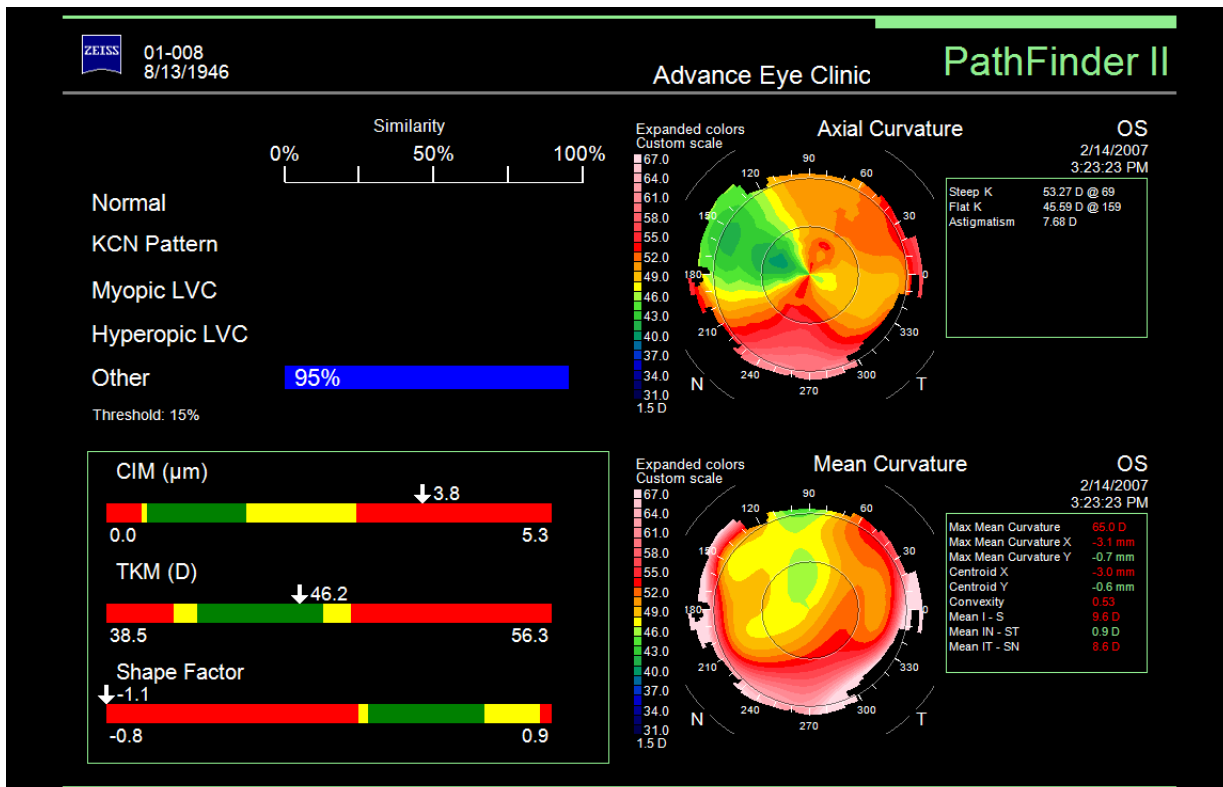 ZEISS
01-008
8/13/1946
Advance Eye Clinic
PathFinder II
Similarity
0% 50% 100%
Normal
KCN Pattern
Myopic LVC
Hyperopic LVC
Other 95%
Threshold: 15%
CIM (µm)
3.8
0.0 5.3
TKM (D)
46.2
38.5 56.3
Shape Factor
-1.1
-0.8 0.9
Expanded colors
Custom scale
Axial Curvature
OS
2/14/2007
3:23:23 PM
67.0
64.0
61.0
58.0
55.0
52.0
49.0
46.0
43.0
40.0
37.0
34.0
31.0
1.5 D
90
120 60
150 30
180 0
210 330
240 300
270
N T
Steep K 53.27 D @ 69
Flat K 45.59 D @ 159
Astigmatism 7.68 D
Expanded colors
Custom scale
Mean Curvature
OS
2/14/2007
3:23:23 PM
67.0
64.0
61.0
58.0
55.0
52.0
49.0
46.0
43.0
40.0
37.0
34.0
31.0
1.5 D
90
120 60
150 30
180 0
210 330
240 300
270
N T
Max Mean Curvature 65.0 D
Max Mean Curvature X -3.1 mm
Max Mean Curvature Y -0.7 mm
Centroid X -3.0 mm
Centroid Y -0.6 mm
Convexity 0.53
Mean I - S 9.6 D
Mean IN - ST 0.9 D
Mean IT - SN 8.6 D